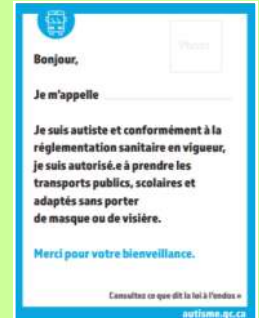 Photo
Bonjour,
Je m'appelle
Je suis autiste et conformément à la
réglementation sanitaire en vigueur,
je suis autorisé.e à prendre les
transports publics, scolaires et
adaptés sans porter
de masque ou de visière.
Merci pour votre bienveillance.
Consultez ce que dit la loi à l'endos »
autisme.qc.ca